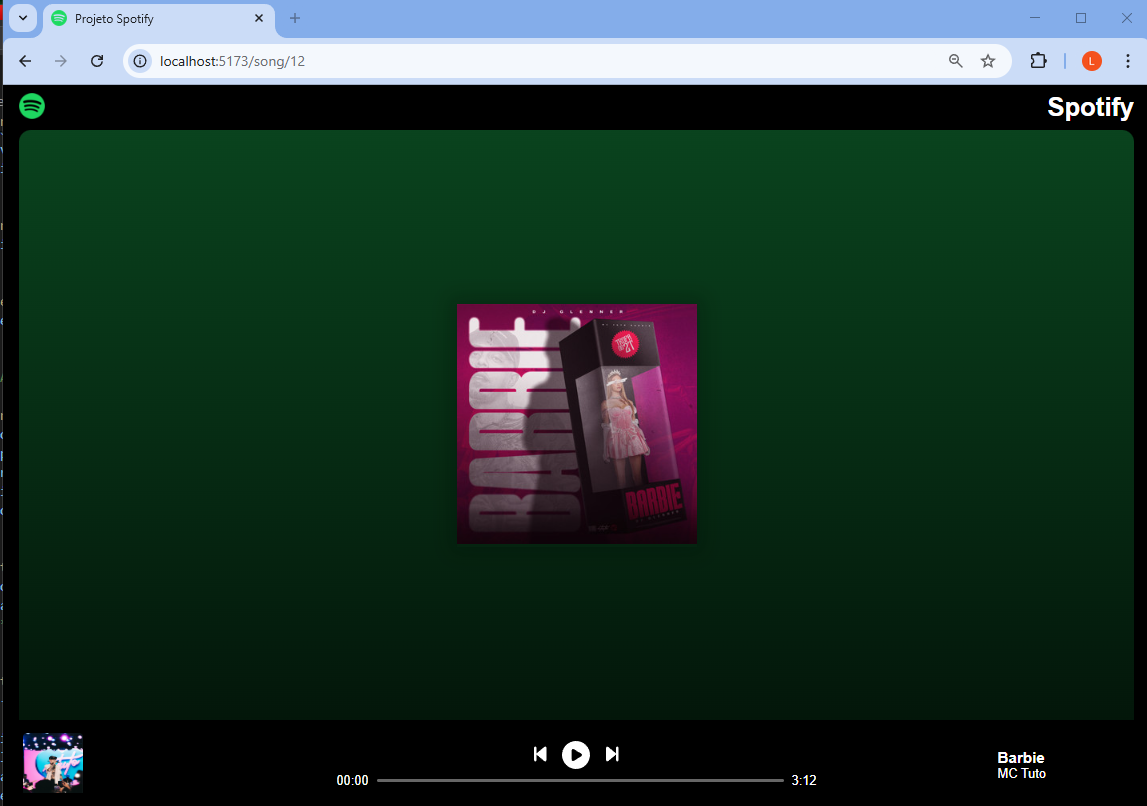 Projeto Spotify
localhost:5173/song/12
L
Spotify
DJ GLENNER
BARBIE
BARBIE
00:00
3:12
Barbie
MC Tuto